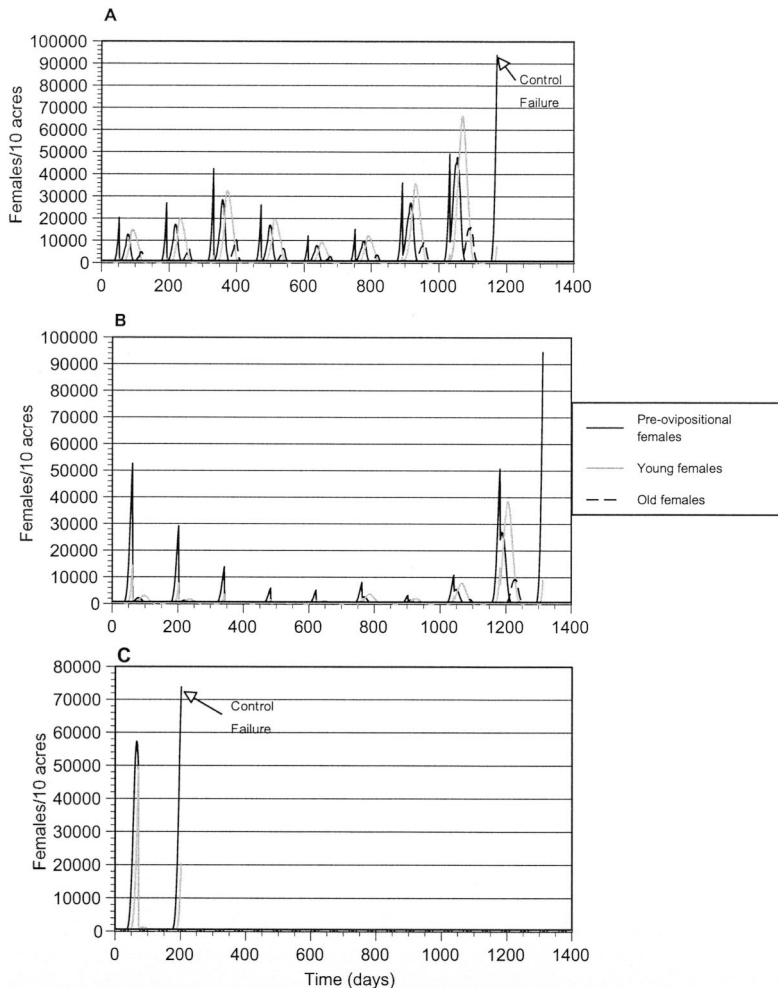 A
100000
90000
80000
70000
60000
50000
40000
30000
20000
10000
0
Females/10 acres
Control
Failure
0 200 400 600 800 1000 1200 1400
B
100000
90000
80000
70000
60000
50000
40000
30000
20000
10000
0
Females/10 acres
0 200 400 600 800 1000 1200 1400
Pre-ovipositional
females
Young females
Old females
C
80000
70000
60000
50000
40000
30000
20000
10000
0
Females/10 acres
Control
Failure
0 200 400 600 800 1000 1200 1400
Time (days)